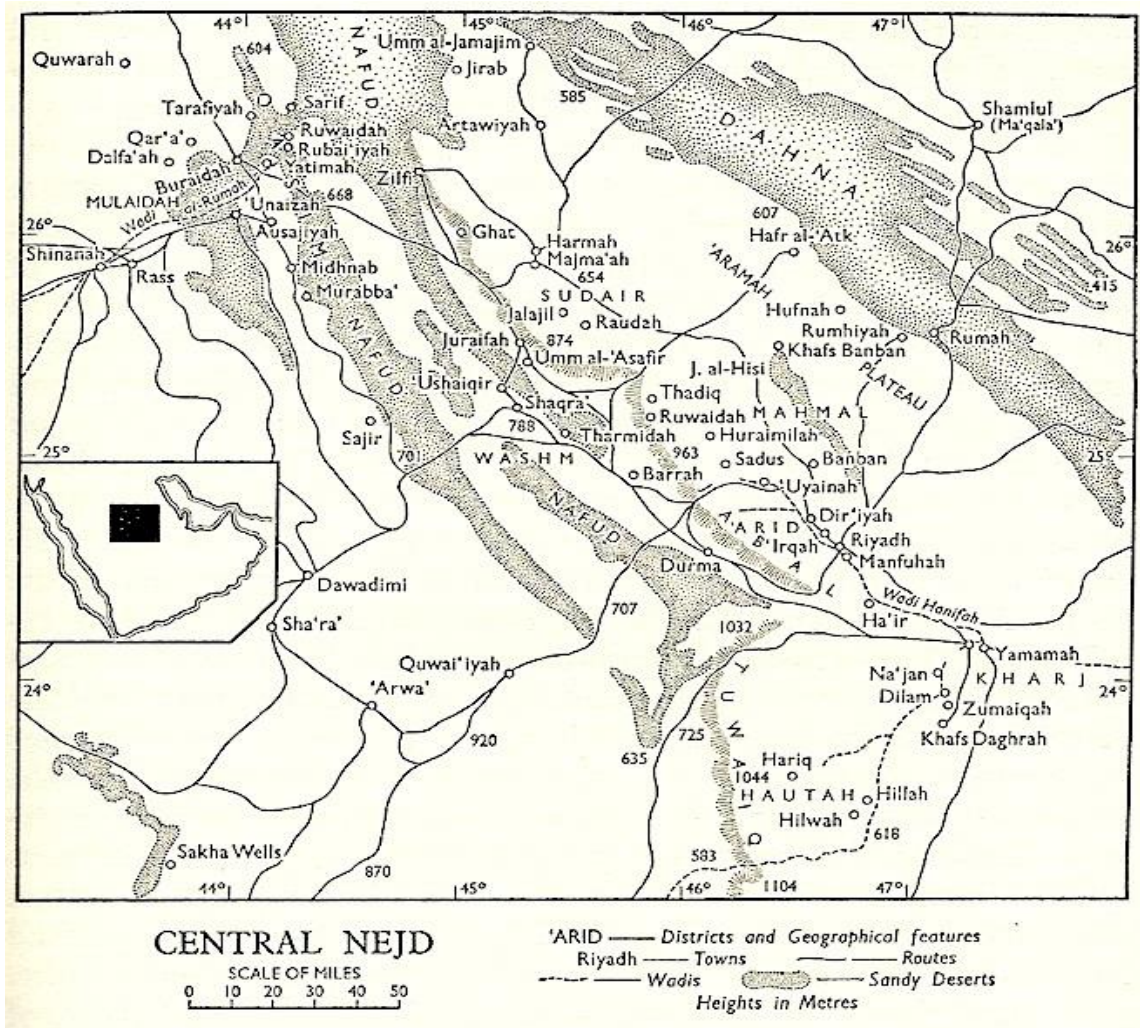 44°
45°
46°
47°
Quwarah
604
NAFUD
Umm al-Jamajim
Jirab
585
Tarafiyah
Sarif
Shamlul
(Ma'qala')
Artawiyah
DAHNA
Qar'a'
Ruwaidah
Rubai'iyah
Dalfa'ah
Yatimah
Buraidah
Zilfi
MULAIDAH
668
Wadi al-Rumah
'Unaizah
607
26°
Ausajiyah
Ghat
Harmah
Hafr al-'Atk
26°
Shinanah
Majma'ah
Rass
Midhnab
654
'ARAMAH
415
Murabba'
SUDAIR
Jalajil
Raudah
Hufnah
Rumhiyah
Rumah
NAFUD
Juraifah
874
Umm al-'Asafir
Khafs Banban
J. al-Hisi
PLATEAU
'Ushaiqir
Thadiq
Shaqra'
Ruwaidah
MAHMAL
Sajir
788
Tharmidah
Huraimilah
25°
701
WASHM
963
Sadus
Banban
25°
Barrah
'Uyainah
NAFUD
Dir'iyah
'ARID
JABAL
'Irqah
Riyadh
Durma
Manfuhah
Dawadimi
707
Wadi Hanifah
Ha'ir
Sha'ra'
1032
Yamamah
Quwai'iyah
24°
TUWAIQ
Na'jan
KHARJ
24°
'Arwa'
Dilam
Zumaiqah
920
635
725
Khafs Daghrah
Hariq
1044
HAUTAH
Hillah
Hilwah
618
Sakha Wells
870
583
44°
45°
46°
1104
47°
CENTRAL NEJD
SCALE OF MILES
0 10 20 30 40 50
'ARID Districts and Geographical features
Riyadh Towns Routes
Wadis Sandy Deserts
Heights in Metres